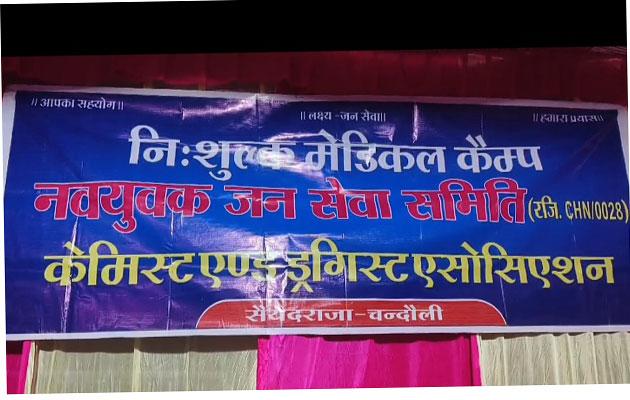 ॥ आपका सहयोग॥ ॥ लक्ष्य -जन सेवा॥ ॥ हमारा प्रयास॥
निःशुल्क मेडिकल कैम्प
नवयुवक जन सेवा समिति (रजि. CHN/0028)
केमिस्ट एण्ड ड्रगिस्ट एसोसिएशन
सैयदराजा-चन्दौली